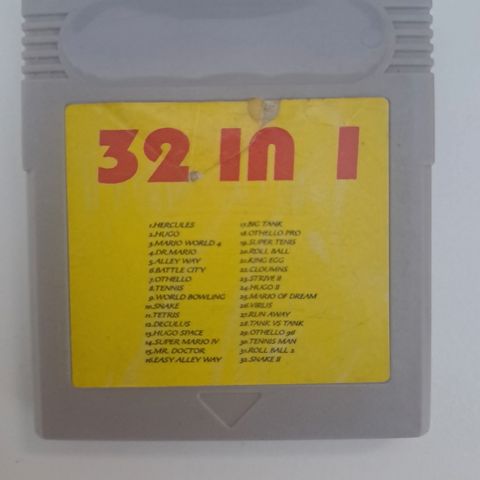 32 IN 1
1.HERCULES
2.HUGO
3.MARIO WORLD 4
4.DR.MARIO
5.ALLEY WAY
6.BATTLE CITY
7.OTHELLO
8.TENNIS
9.WORLD BOWLING
10.SNAKE
11.TETRIS
12.DECULUS
13.HUGO SPACE
14.SUPER MARIO IV
15.MR. DOCTOR
16.EASY ALLEY WAY
17.BIG TANK
18.OTHELLO PRO
19.SUPER TENIS
20.ROLL BALL
21.KING EGG
22.CLOUMNS
23.STRIVE II
24.HUGO II
25.MARIO OF DREAM
26.VIRUS
27.RUN AWAY
28.TANK VS TANK
29.OTHELLO 98'
30.TENNIS MAN
31.ROLL BALL 2
32.SNAKE II